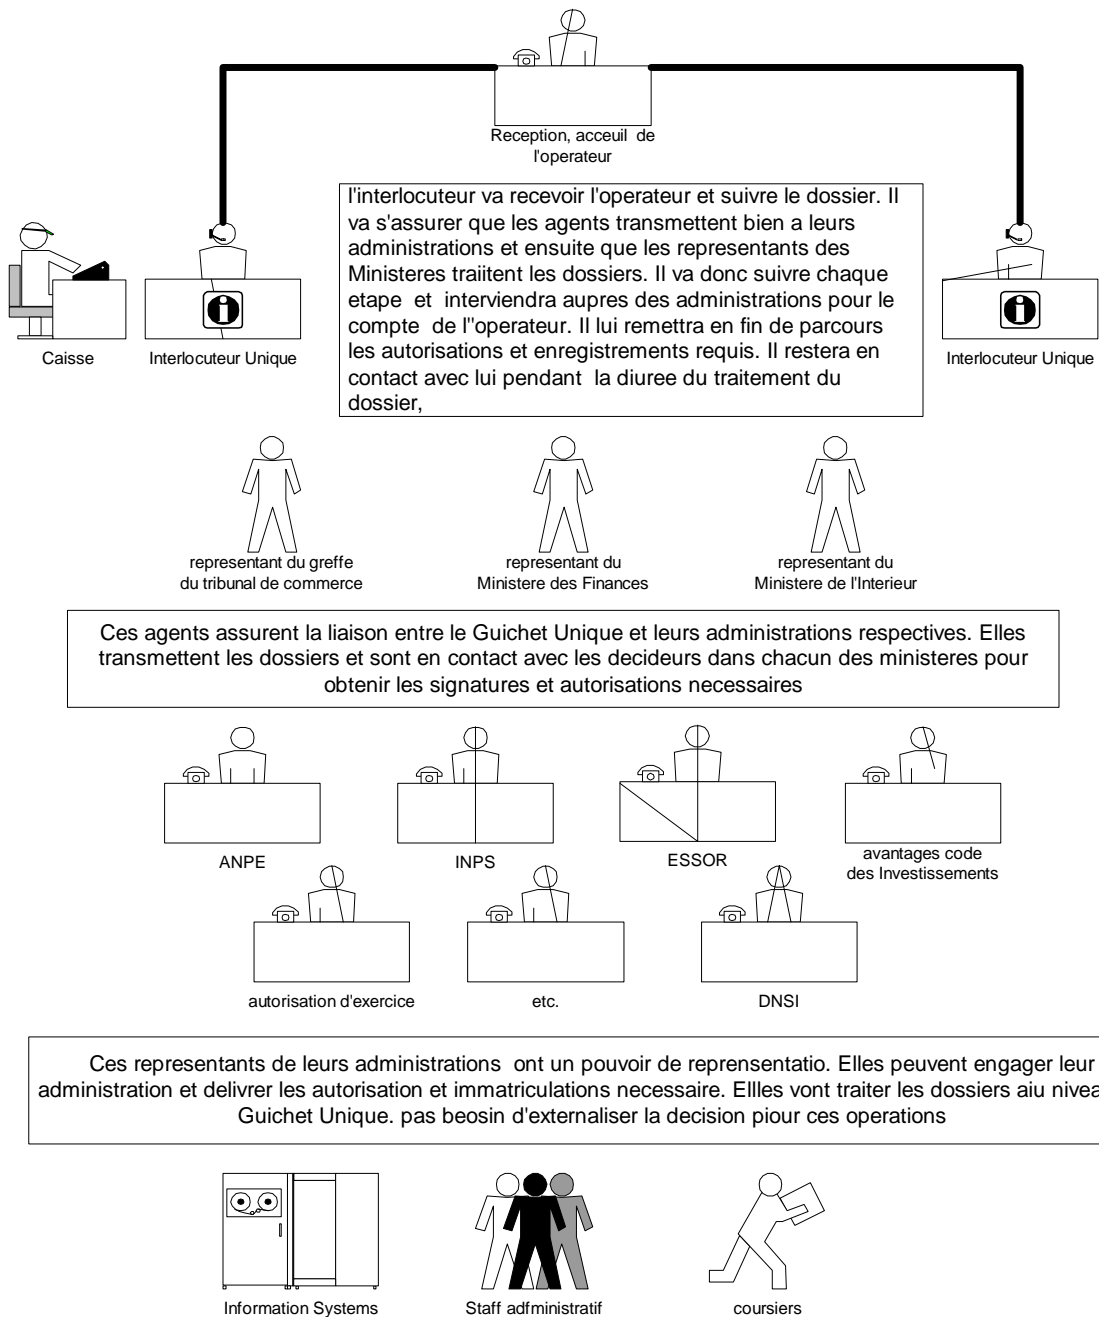 Reception, acceuil de
l'operateur
l'interlocuteur va recevoir l'operateur et suivre le dossier. Il
va s'assurer que les agents transmettent bien a leurs
administrations et ensuite que les representants des
Ministeres traiitent les dossiers. Il va donc suivre chaque
etape et interviendra aupres des administrations pour le
compte de l"operateur. Il lui remettra en fin de parcours
les autorisations et enregistrements requis. Il restera en
contact avec lui pendant la diuree du traitement du
dossier,
Caisse
Interlocuteur Unique
Interlocuteur Unique
representant du greffe
du tribunal de commerce
representant du
Ministere des Finances
representant du
Ministere de l'Interieur
Ces agents assurent la liaison entre le Guichet Unique et leurs administrations respectives. Elles
transmettent les dossiers et sont en contact avec les decideurs dans chacun des ministeres pour
obtenir les signatures et autorisations necessaires
ANPE
INPS
ESSOR
avantages code
des Investissements
autorisation d'exercice
etc.
DNSI
Ces representants de leurs administrations ont un pouvoir de reprensentatio. Elles peuvent engager leur
administration et delivrer les autorisation et immatriculations necessaire. Ellles vont traiter les dossiers aiu nivea
Guichet Unique. pas beosin d'externaliser la decision piour ces operations
Information Systems
Staff adfministratif
coursiers